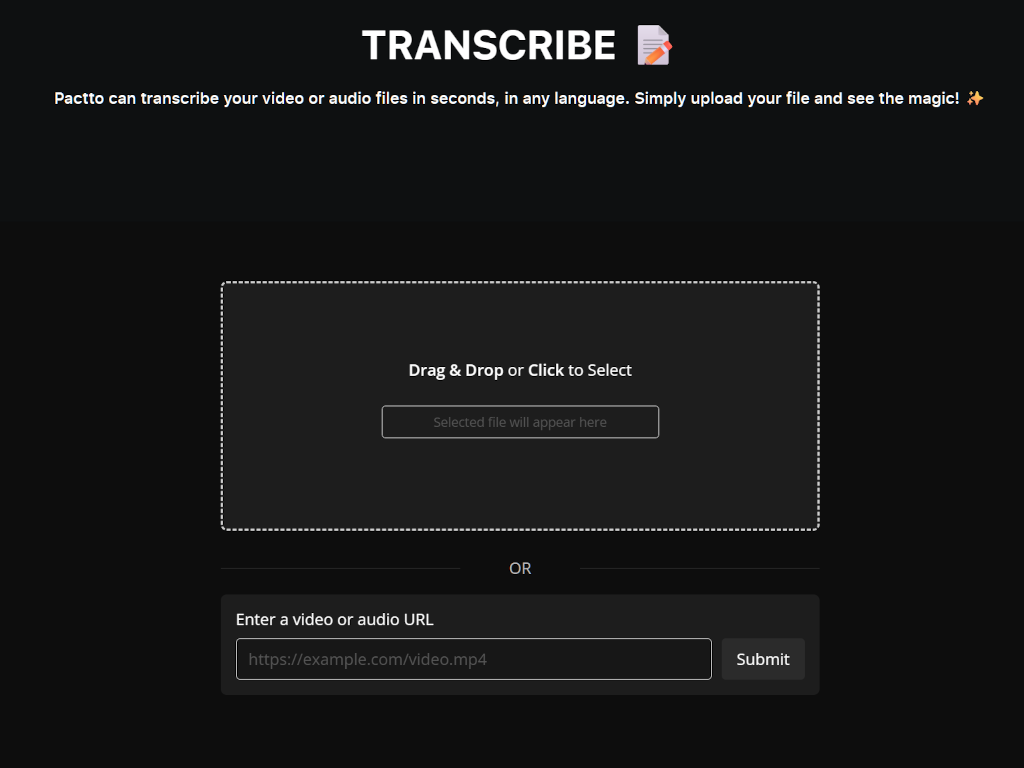 TRANSCRIBE 📝
Pactto can transcribe your video or audio files in seconds, in any language. Simply upload your file and see the magic! ✨
Drag & Drop or Click to Select
Selected file will appear here
OR
Enter a video or audio URL
https://example.com/video.mp4
Submit